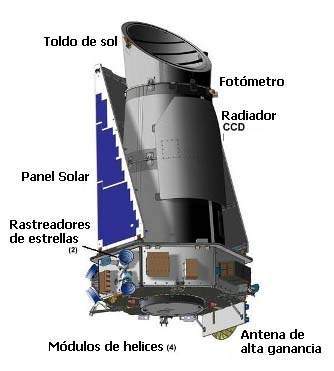 Toldo de sol
Fotómetro
Radiador
CCD
Panel Solar
Rastreadores
de estrellas
(2)
Antena de
alta ganancia
Módulos de helices (4)